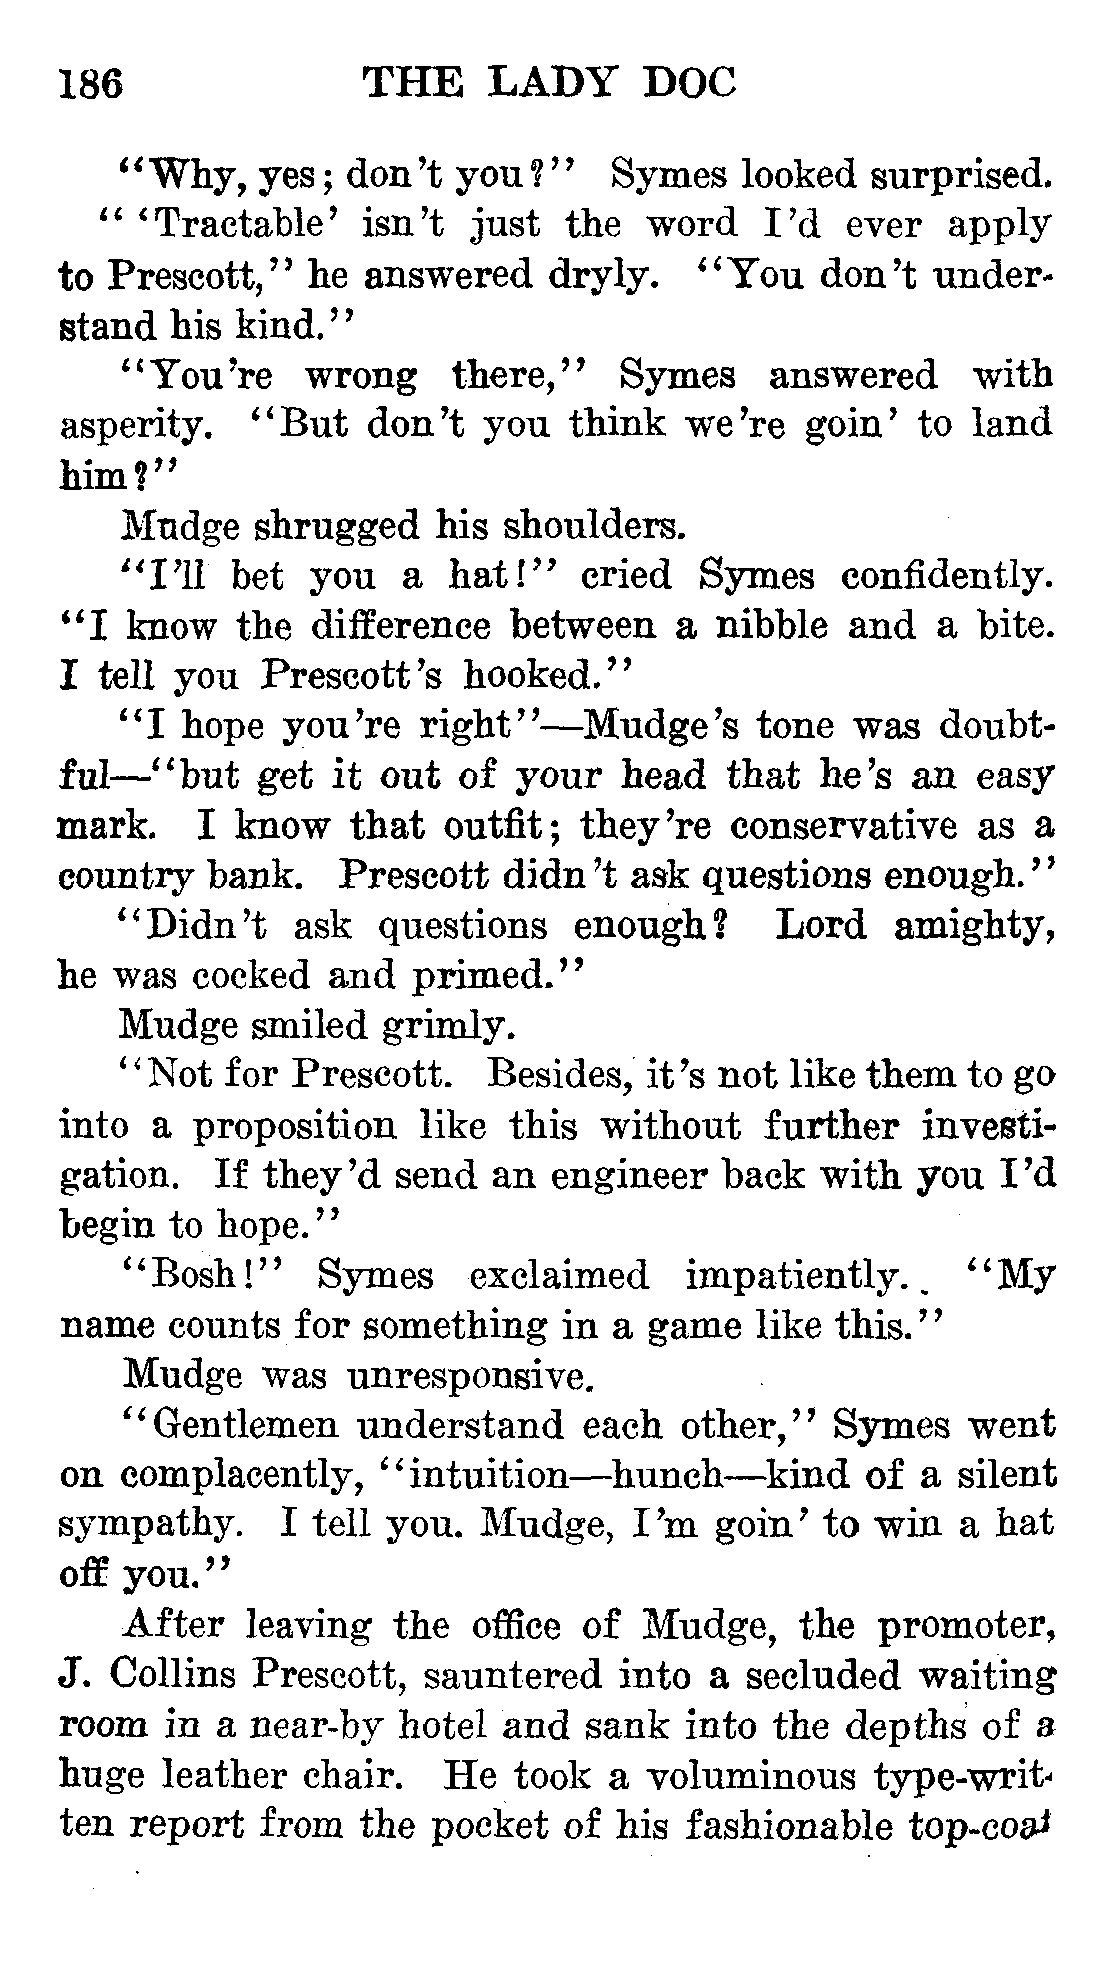 186 THE LADY DOC
"Why, yes; don't you?" Symes looked surprised.
"'Tractable' isn't just the word I'd ever apply
to Prescott," he answered dryly. "You don't under-
stand his kind."
"You're wrong there," Symes answered with
asperity. "But don't you think we're goin' to land
him?"
Mudge shrugged his shoulders.
"I'll bet you a hat!" cried Symes confidently.
"I know the difference between a nibble and a bite.
I tell you Prescott's hooked."
"I hope you're right"—Mudge's tone was doubt-
ful—"but get it out of your head that he's an easy
mark. I know that outfit; they're conservative as a
country bank. Prescott didn't ask questions enough."
"Didn't ask questions enough? Lord amighty,
he was cocked and primed."
Mudge smiled grimly.
"Not for Prescott. Besides, it's not like them to go
into a proposition like this without further investi-
gation. If they'd send an engineer back with you I'd
begin to hope."
"Bosh!" Symes exclaimed impatiently. "My
name counts for something in a game like this."
Mudge was unresponsive.
"Gentlemen understand each other," Symes went
on complacently, "intuition—hunch—kind of a silent
sympathy. I tell you. Mudge, I'm goin' to win a hat
off you."
After leaving the office of Mudge, the promoter,
J. Collins Prescott, sauntered into a secluded waiting
room in a near-by hotel and sank into the depths of a
huge leather chair. He took a voluminous type-writ-
ten report from the pocket of his fashionable top-coat